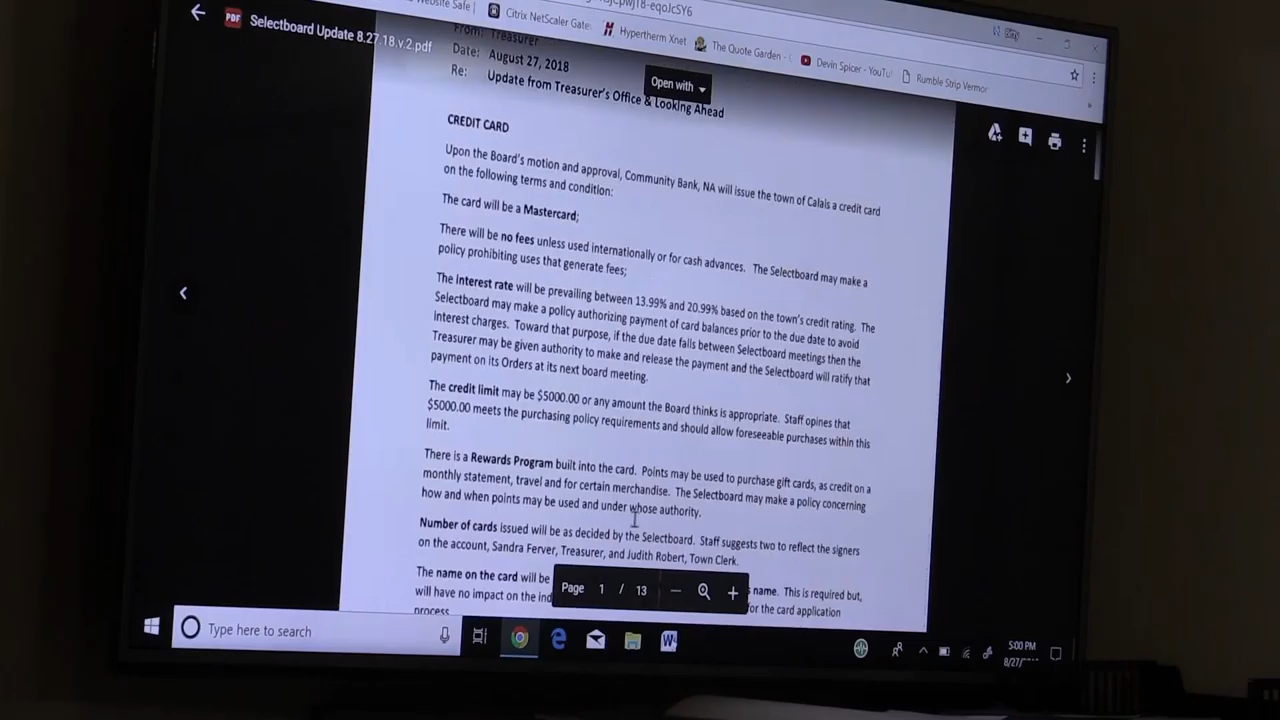 Website Safe
Citrix NetScaler Gate
Hypertherm Xnet
The Quote Garden -
Devin Spicer - YouTu
Rumble Strip Vermor
PDF Selectboard Update 8.27.18.v.2.pdf
From: Treasurer
Date: August 27, 2018
Re: Update from Treasurer's Office & Looking Ahead
Open with
CREDIT CARD
Upon the Board's motion and approval, Community Bank, NA will issue the town of Calais a credit card
on the following terms and condition:
The card will be a Mastercard;
There will be no fees unless used internationally or for cash advances. The Selectboard may make a
policy prohibiting uses that generate fees;
The interest rate will be prevailing between 13.99% and 20.99% based on the town's credit rating. The
Selectboard may make a policy authorizing payment of card balances prior to the due date to avoid
interest charges. Toward that purpose, if the due date falls between Selectboard meetings then the
Treasurer may be given authority to make and release the payment and the Selectboard will ratify that
payment on its Orders at its next board meeting.
The credit limit may be $5000.00 or any amount the Board thinks is appropriate. Staff opines that
$5000.00 meets the purchasing policy requirements and should allow foreseeable purchases within this
limit.
There is a Rewards Program built into the card. Points may be used to purchase gift cards, as credit on a
monthly statement, travel and for certain merchandise. The Selectboard may make a policy concerning
how and when points may be used and under whose authority.
Number of cards issued will be as decided by the Selectboard. Staff suggests two to reflect the signers
on the account, Sandra Ferver, Treasurer, and Judith Robert, Town Clerk.
The name on the card will be s name. This is required but,
will have no impact on the ind for the card application
process
Page 1 / 13
Type here to search
5:00 PM
8/27/